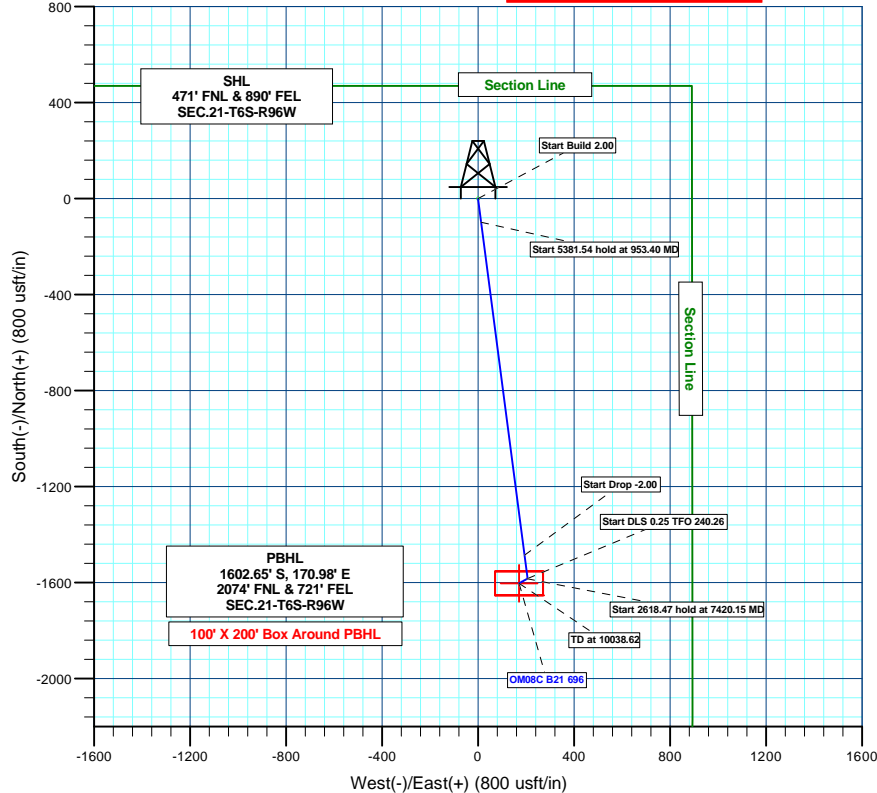 800
400
0
-400
-800
-1200
-1600
-2000
South(-)/North(+) (800 usft/in)
SHL
471' FNL & 890' FEL
SEC.21-T6S-R96W
Section Line
Start Build 2.00
Start 5381.54 hold at 953.40 MD
Section Line
Start Drop -2.00
Start DLS 0.25 TFO 240.26
PBHL
1602.65' S, 170.98' E
2074' FNL & 721' FEL
SEC.21-T6S-R96W
100' X 200' Box Around PBHL
Start 2618.47 hold at 7420.15 MD
TD at 10038.62
OM08C B21 696
-1600
-1200
-800
-400
0
400
800
1200
1600
West(-)/East(+) (800 usft/in)